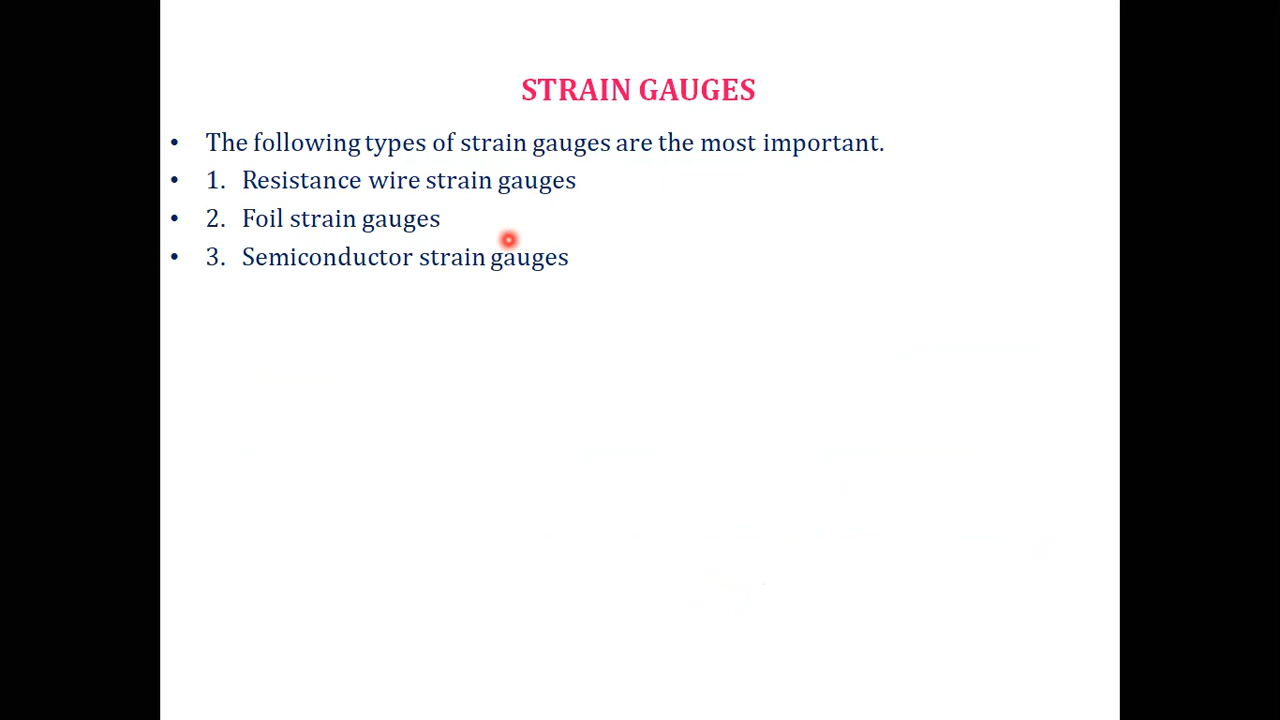 STRAIN GAUGES
• The following types of strain gauges are the most important.
• 1. Resistance wire strain gauges
• 2. Foil strain gauges
• 3. Semiconductor strain gauges